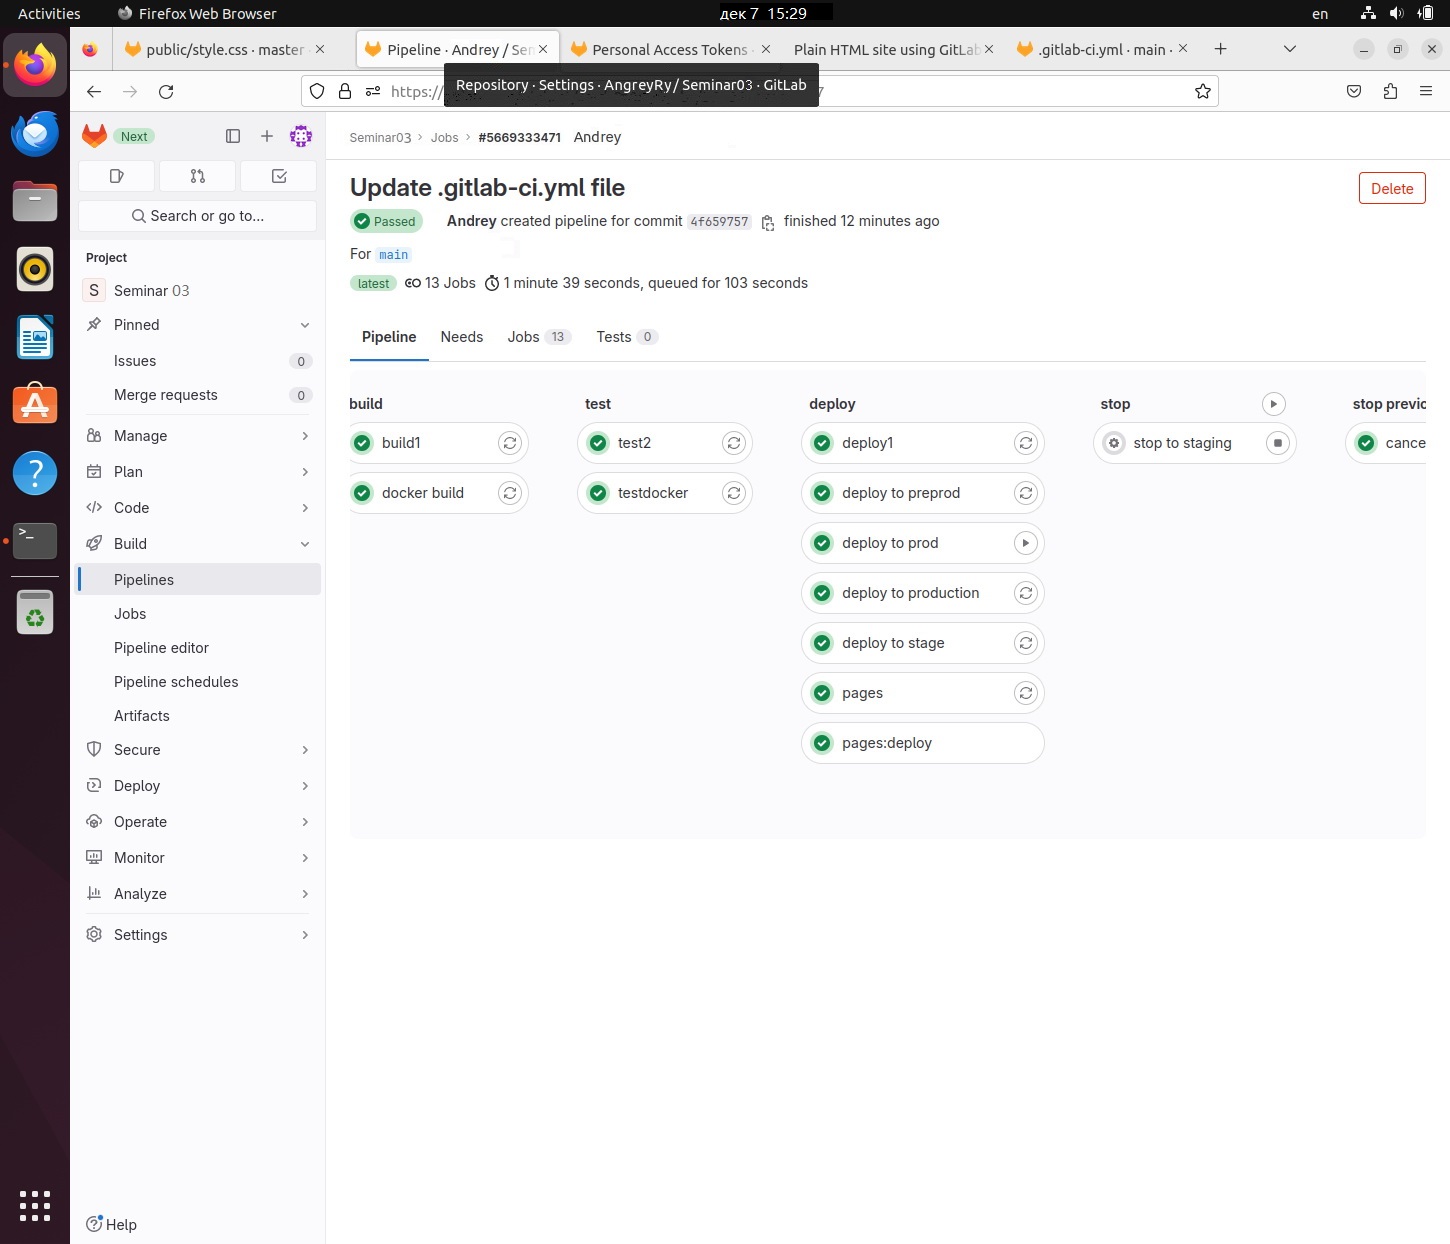 Activities
Firefox Web Browser
дек 7 15:29
en
public/style.css · master
Pipeline · Andrey / Sem
Personal Access Tokens ·
Plain HTML site using GitLab
.gitlab-ci.yml · main ·
Repository · Settings · AngreyRy / Seminar03 · GitLab
https://
Next
Seminar03 › Jobs › #5669333471 Andrey
Search or go to...
Update .gitlab-ci.yml file
Delete
Passed
Andrey created pipeline for commit 4f659757 finished 12 minutes ago
For main
latest 13 Jobs 1 minute 39 seconds, queued for 103 seconds
Pipeline Needs Jobs 13 Tests 0
Project
S Seminar 03
Pinned
Issues 0
Merge requests 0
Manage
Plan
Code
Build
Pipelines
Jobs
Pipeline editor
Pipeline schedules
Artifacts
Secure
Deploy
Operate
Monitor
Analyze
Settings
Help
build
build1
docker build
test
test2
testdocker
deploy
deploy1
deploy to preprod
deploy to prod
deploy to production
deploy to stage
pages
pages:deploy
stop
stop to staging
stop previo
cance